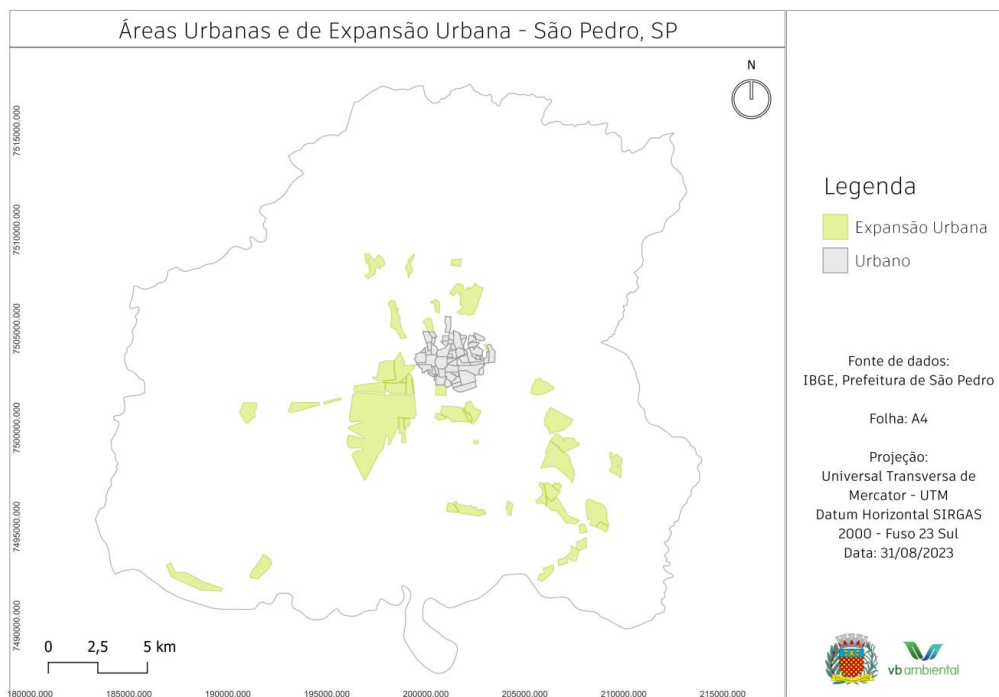 Áreas Urbanas e de Expansão Urbana - São Pedro, SP
N
7515000.000
7510000.000
7505000.000
7500000.000
7495000.000
7490000.000
0 2,5 5 km
180000.000 185000.000 190000.000 195000.000 200000.000 205000.000 210000.000 215000.000
Legenda
Expansão Urbana
Urbano
Fonte de dados:
IBGE, Prefeitura de São Pedro
Folha: A4
Projeção:
Universal Transversa de
Mercator - UTM
Datum Horizontal SIRGAS
2000 - Fuso 23 Sul
Data: 31/08/2023
vb ambiental